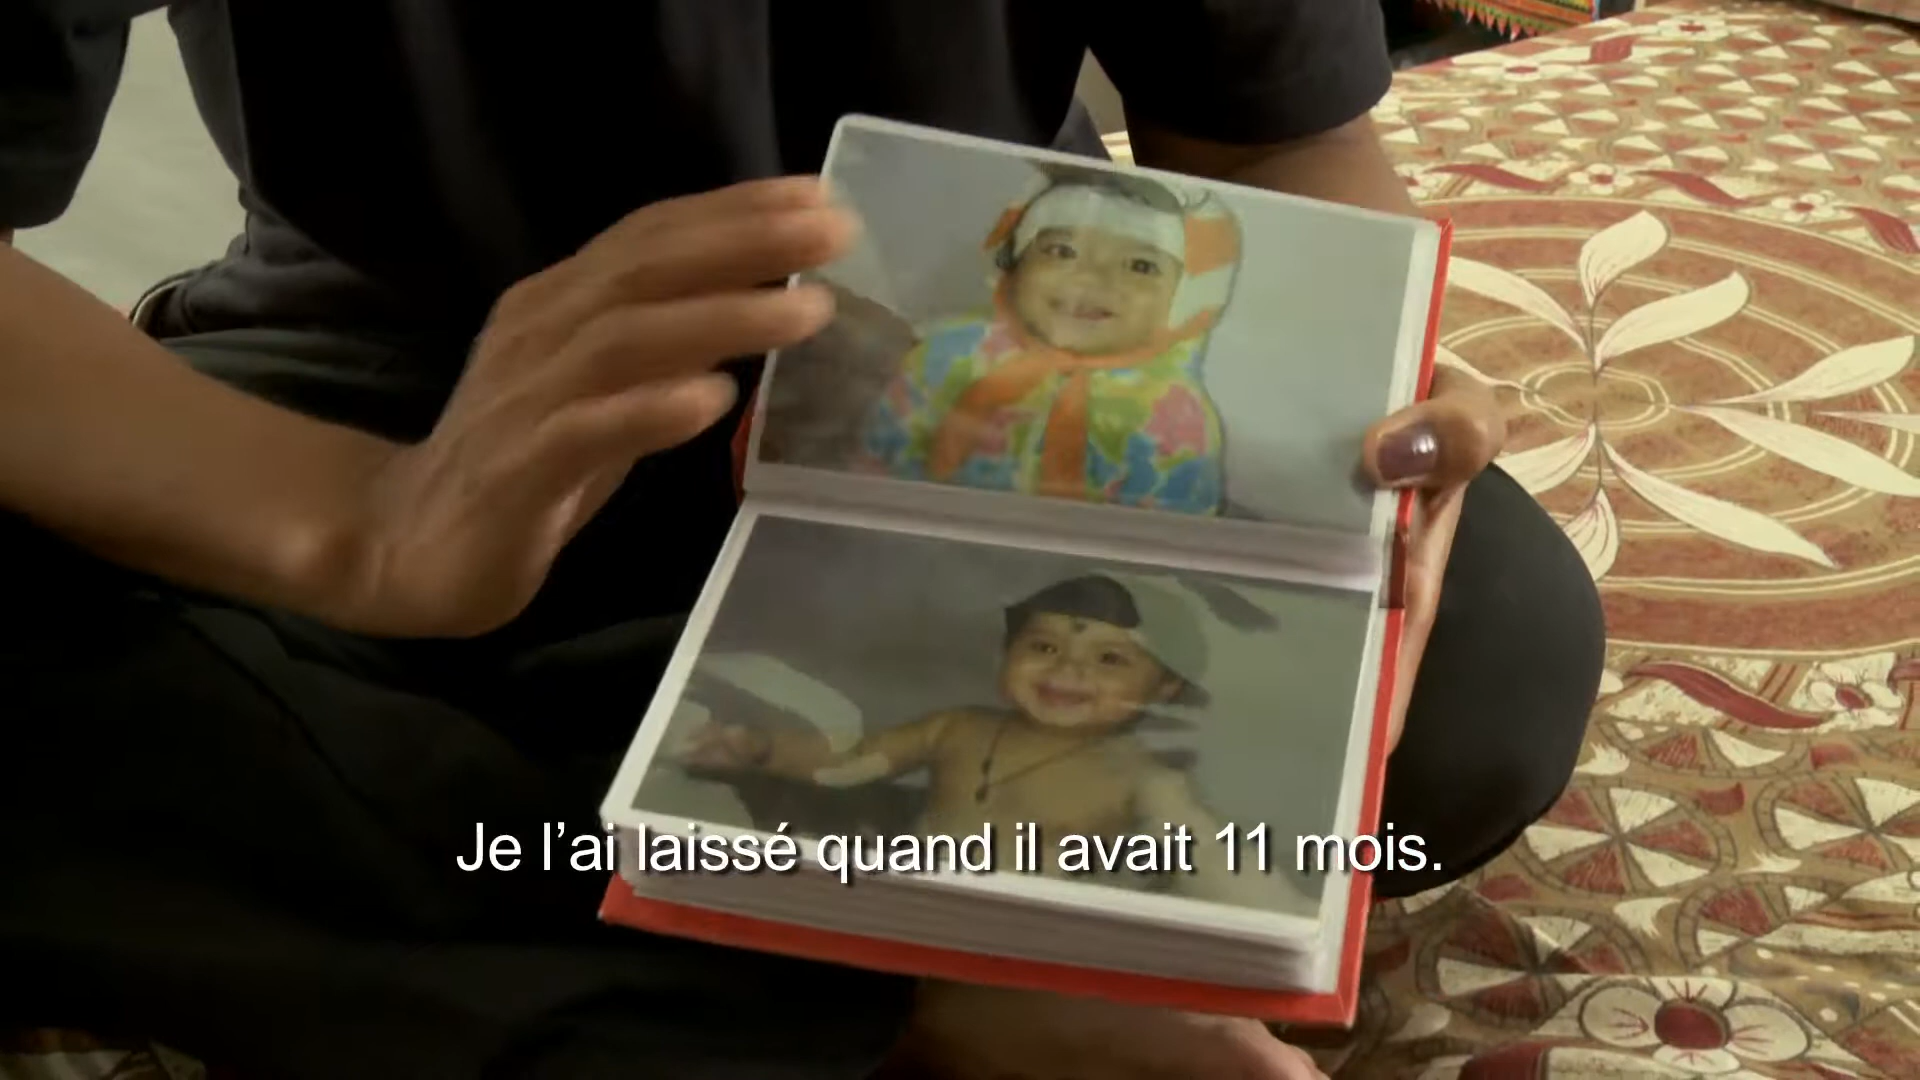 Je l’ai laissé quand il avait 11 mois.